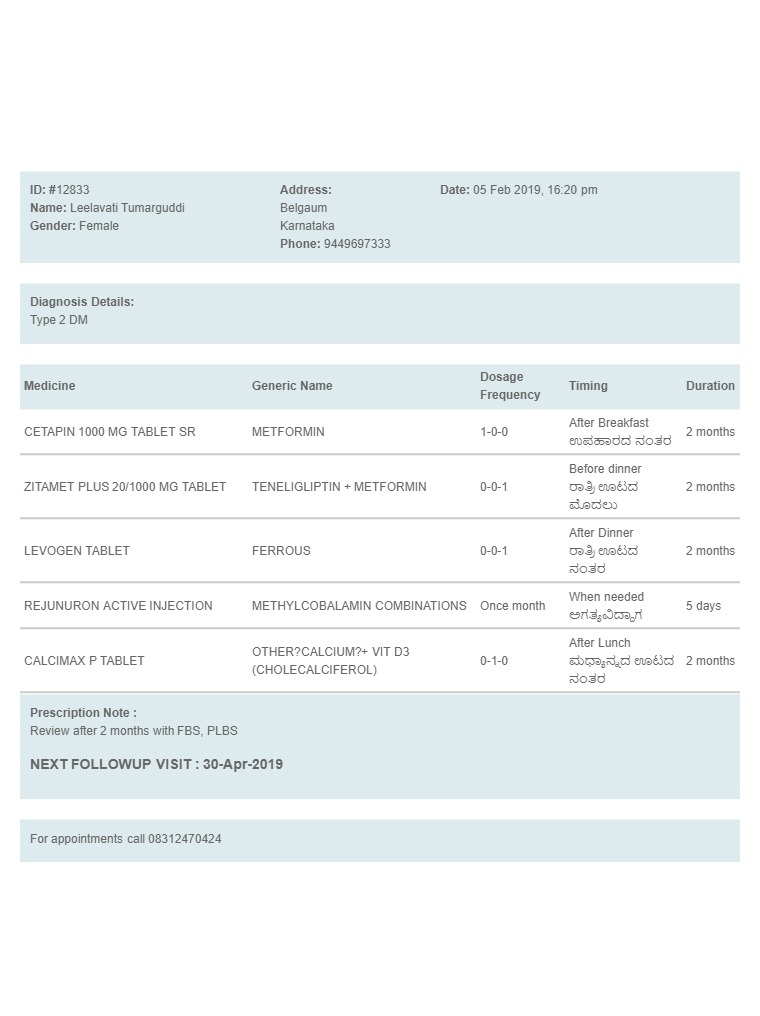 ID: #12833
Name: Leelavati Tumarguddi
Gender: Female
Address:
Belgaum
Karnataka
Phone: 9449697333
Date: 05 Feb 2019, 16:20 pm
Diagnosis Details:
Type 2 DM
Medicine Generic Name Dosage Frequency Timing Duration
CETAPIN 1000 MG TABLET SR METFORMIN 1-0-0 After Breakfast 2 months
ಉಪಹಾರದ ನಂತರ
ZITAMET PLUS 20/1000 MG TABLET TENELIGLIPTIN + METFORMIN 0-0-1 Before dinner 2 months
ರಾತ್ರಿ ಊಟದ
ಮೊದಲು
LEVOGEN TABLET FERROUS 0-0-1 After Dinner 2 months
ರಾತ್ರಿ ಊಟದ
ನಂತರ
REJUNURON ACTIVE INJECTION METHYLCOBALAMIN COMBINATIONS Once month When needed 5 days
ಅಗತ್ಯವಿದ್ದಾಗ
CALCIMAX P TABLET OTHER?CALCIUM?+ VIT D3 (CHOLECALCIFEROL) 0-1-0 After Lunch 2 months
ಮಧ್ಯಾನ್ನದ ಊಟದ
ನಂತರ
Prescription Note :
Review after 2 months with FBS, PLBS
NEXT FOLLOWUP VISIT : 30-Apr-2019
For appointments call 08312470424